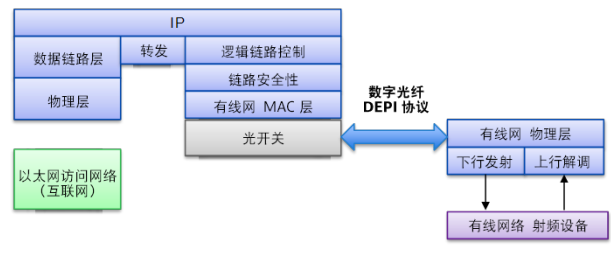 IP
数据链路层
转发
逻辑链路控制
链路安全性
物理层
有线网 MAC 层
光开关
数字光纤
DEPI 协议
有线网 物理层
下行发射
上行解调
以太网访问网络
（互联网）
有线网络 射频设备